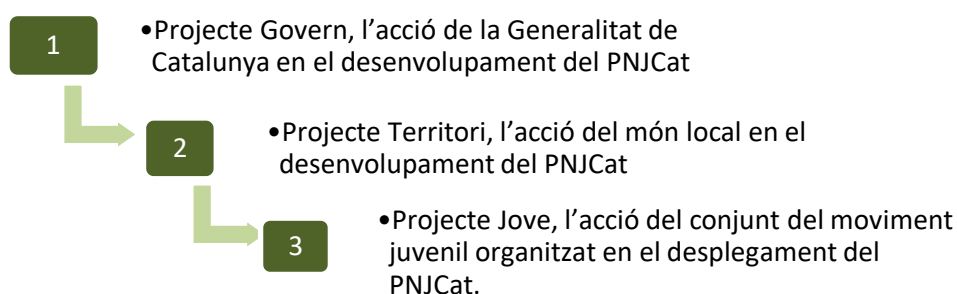 1
•Projecte Govern, l’acció de la Generalitat de
Catalunya en el desenvolupament del PNJCat
2
•Projecte Territori, l’acció del món local en el
desenvolupament del PNJCat
3
•Projecte Jove, l’acció del conjunt del moviment
juvenil organitzat en el desplegament del
PNJCat.